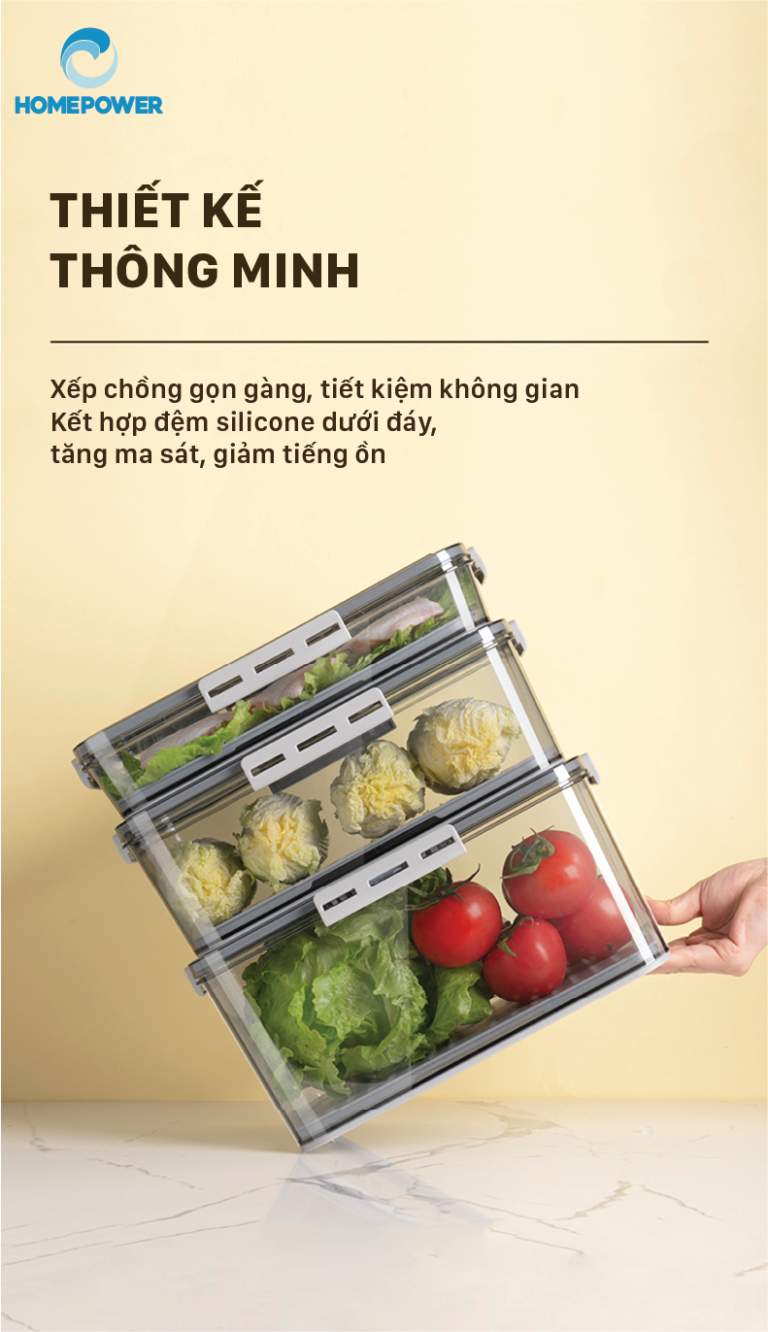 HOMEPOWER
THIẾT KẾ
THÔNG MINH
Xếp chồng gọn gàng, tiết kiệm không gian
Kết hợp đệm silicone dưới đáy,
tăng ma sát, giảm tiếng ồn